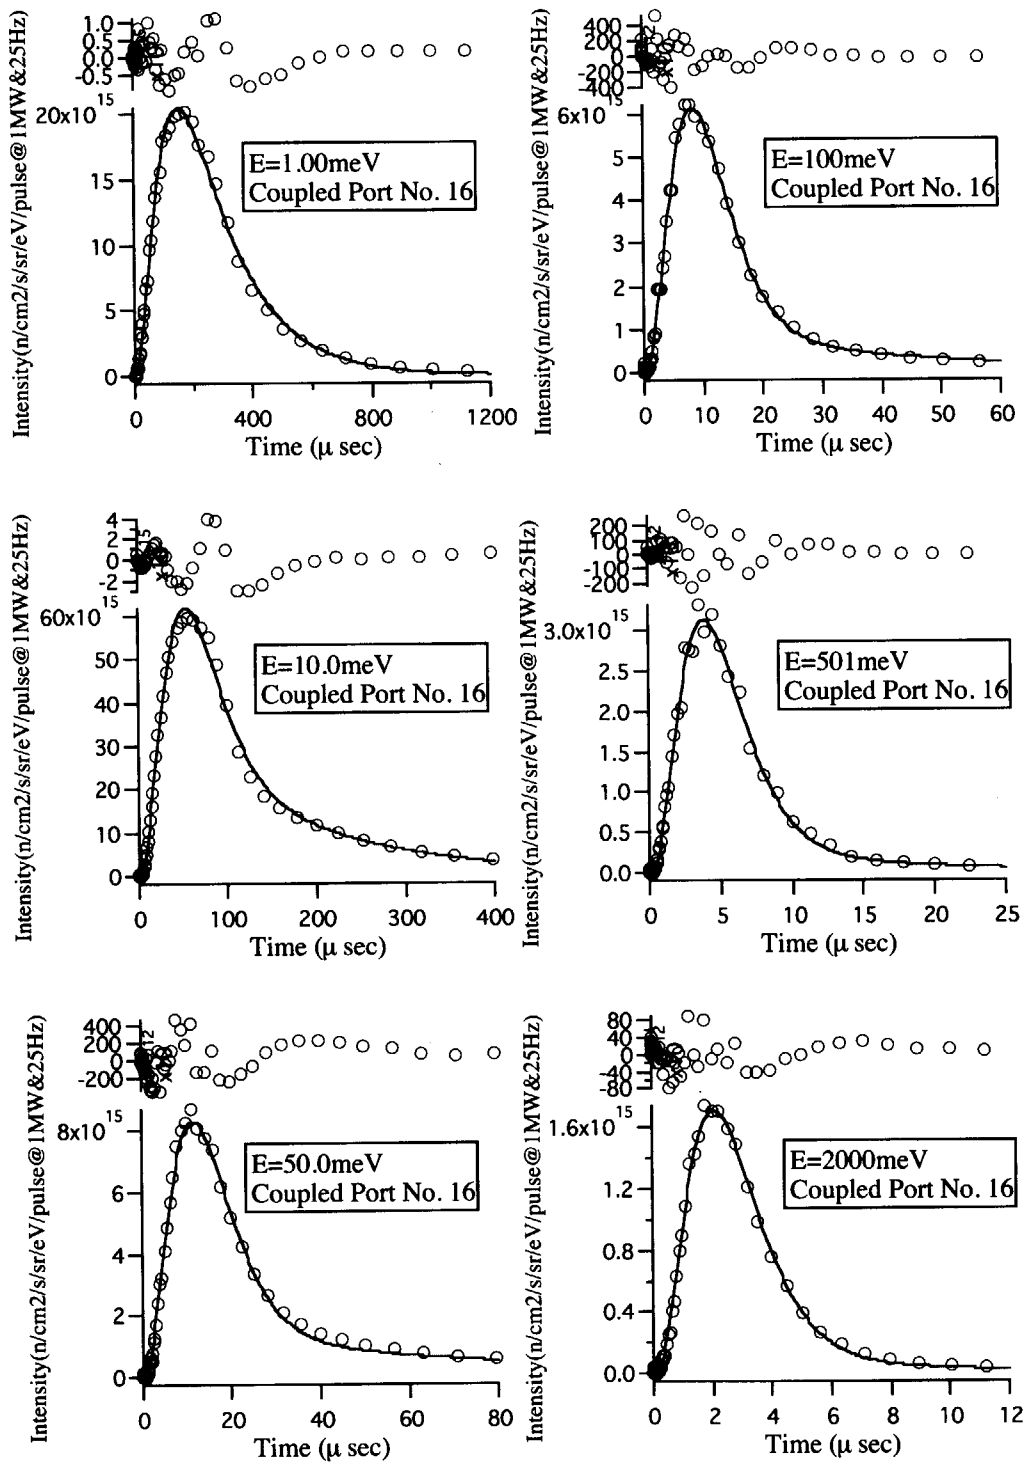 Intensity(n/cm2/s/sr/eV/pulse@1MW&25Hz)
1.0
0.5
0.0
-0.5
20x10 15
15
10
5
0
E=1.00meV
Coupled Port No. 16
0 400 800 1200
Time (μ sec)
Intensity(n/cm2/s/sr/eV/pulse@1MW&25Hz)
400
200
0
-200
-400
6x10 15
5
4
3
2
1
0
E=100meV
Coupled Port No. 16
0 10 20 30 40 50 60
Time (μ sec)
Intensity(n/cm2/s/sr/eV/pulse@1MW&25Hz)
4
2
0
-2
60x10 15
50
40
30
20
10
0
E=10.0meV
Coupled Port No. 16
0 100 200 300 400
Time (μ sec)
Intensity(n/cm2/s/sr/eV/pulse@1MW&25Hz)
200
100
0
-100
-200
3.0x10 15
2.5
2.0
1.5
1.0
0.5
0.0
E=501meV
Coupled Port No. 16
0 5 10 15 20 25
Time (μ sec)
Intensity(n/cm2/s/sr/eV/pulse@1MW&25Hz)
400
200
0
-200
8x10 15
6
4
2
0
E=50.0meV
Coupled Port No. 16
0 20 40 60 80
Time (μ sec)
Intensity(n/cm2/s/sr/eV/pulse@1MW&25Hz)
80
40
0
-40
-80
1.6x10 15
1.2
0.8
0.4
0.0
E=2000meV
Coupled Port No. 16
0 2 4 6 8 10 12
Time (μ sec)